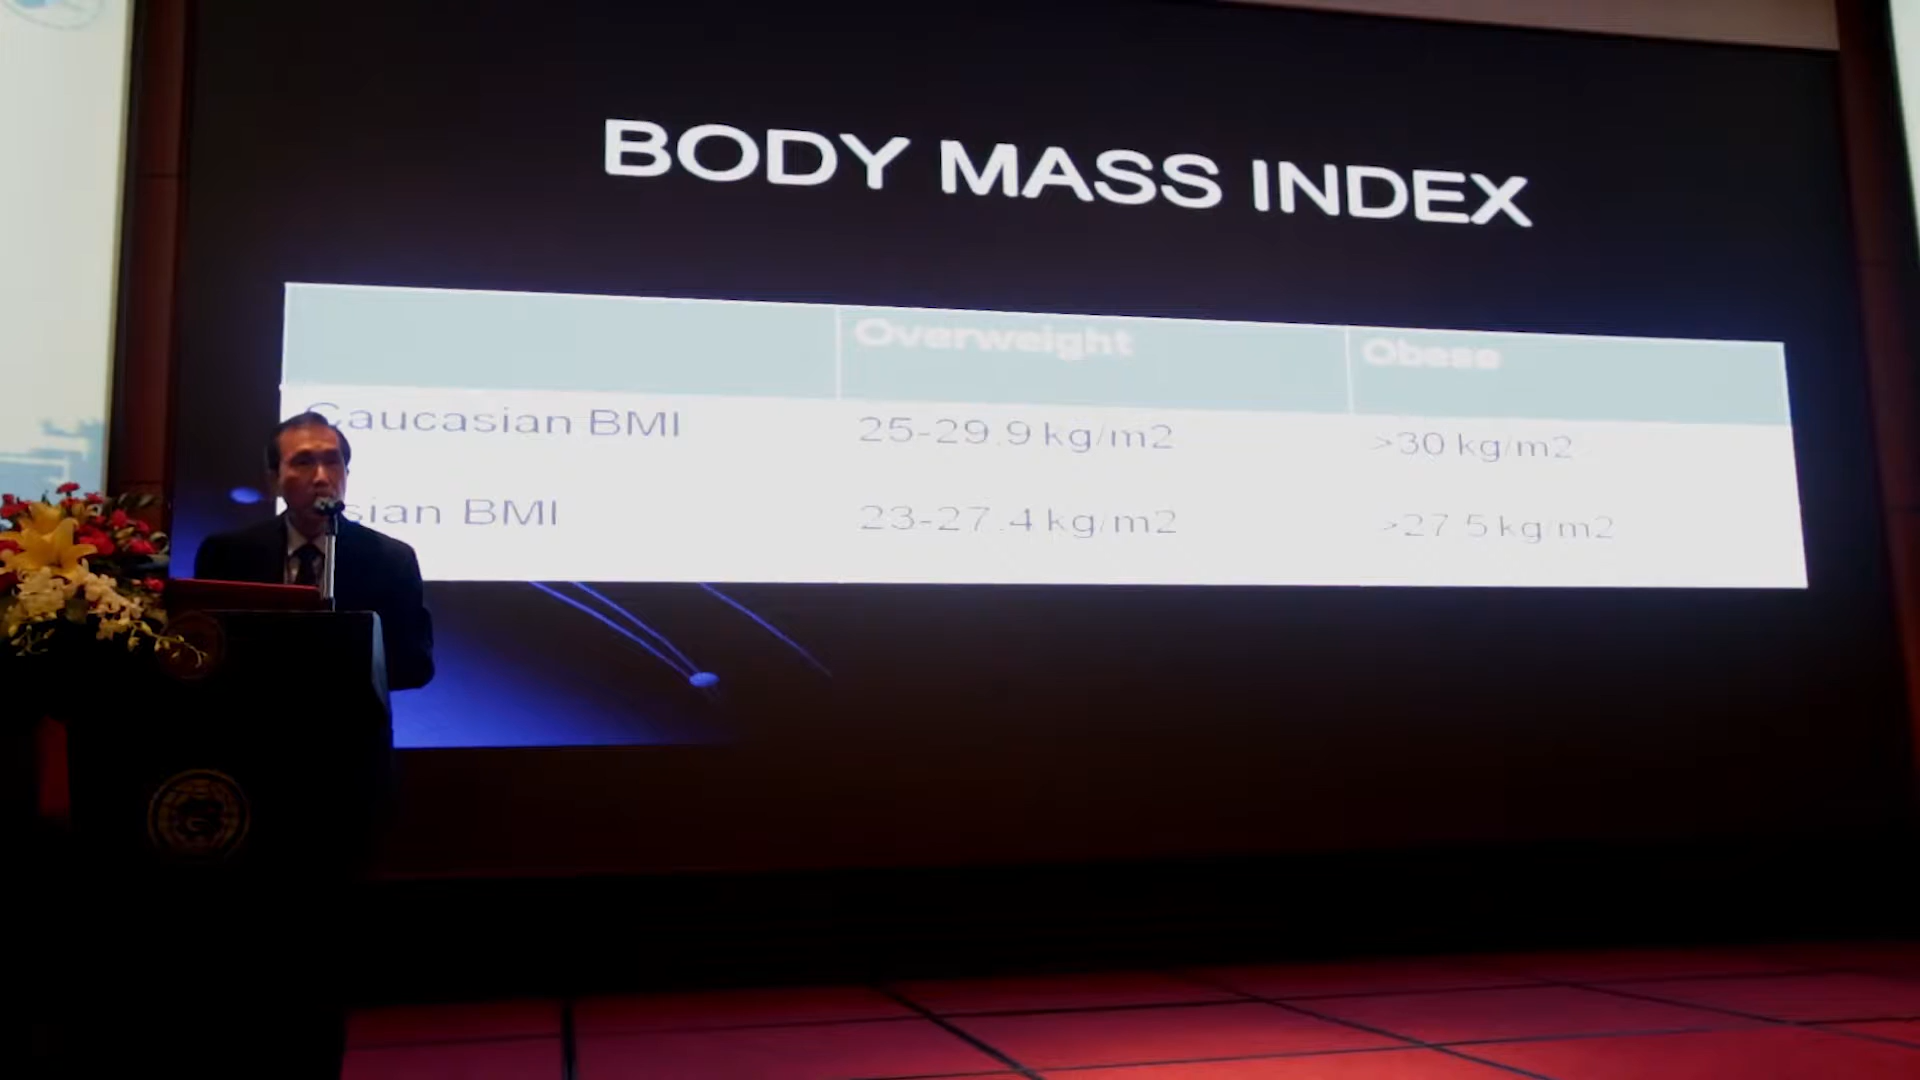 BODY MASS INDEX
Overweight Obese
Caucasian BMI 25-29.9 kg/m2 >30 kg/m2
sian BMI 23-27.4 kg/m2 >27.5 kg/m2